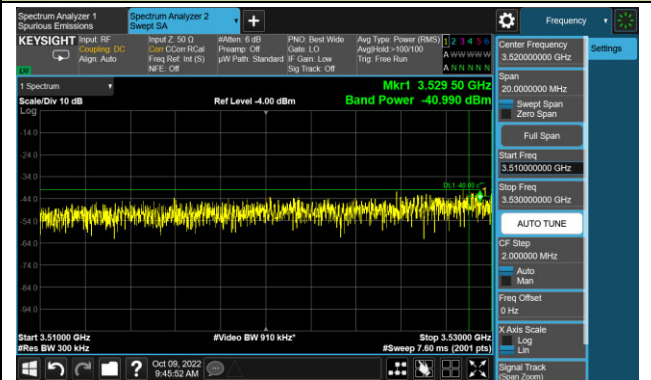 Spectrum Analyzer 1
Spurious Emissions
Spectrum Analyzer 2
Swept SA
Frequency
KEYSIGHT
Input: RF
Coupling: DC
Align: Auto
Input Z: 50 Ω
Corr CCorr RCal
Freq Ref: Int (S)
NFE: Off
#Atten: 6 dB
Preamp: Off
µW Path: Standard
PNO: Best Wide
Gate: LO
IF Gain: Low
Sig Track: Off
Avg Type: Power (RMS)
Avg|Hold:>100/100
Trig: Free Run
1 2 3 4 5 6
A W W W W W
A N N N N N
1 Spectrum
Scale/Div 10 dB
Log
Ref Level -4.00 dBm
Mkr1 3.529 50 GHz
Band Power -40.990 dBm
-14.0
-24.0
-34.0
-44.0
-54.0
-64.0
-74.0
-84.0
-94.0
DL1 -40.00
Start 3.51000 GHz
#Res BW 300 kHz
#Video BW 910 kHz*
Stop 3.53000 GHz
#Sweep 7.60 ms (2001 pts)
Center Frequency
3.520000000 GHz
Settings
Span
20.0000000 MHz
Swept Span
Zero Span
Full Span
Start Freq
3.510000000 GHz
Stop Freq
3.530000000 GHz
AUTO TUNE
CF Step
2.000000 MHz
Auto
Man
Freq Offset
0 Hz
X Axis Scale
Log
Lin
Signal Track
(Span Zoom)
?
Oct 09, 2022
9:45:52 AM